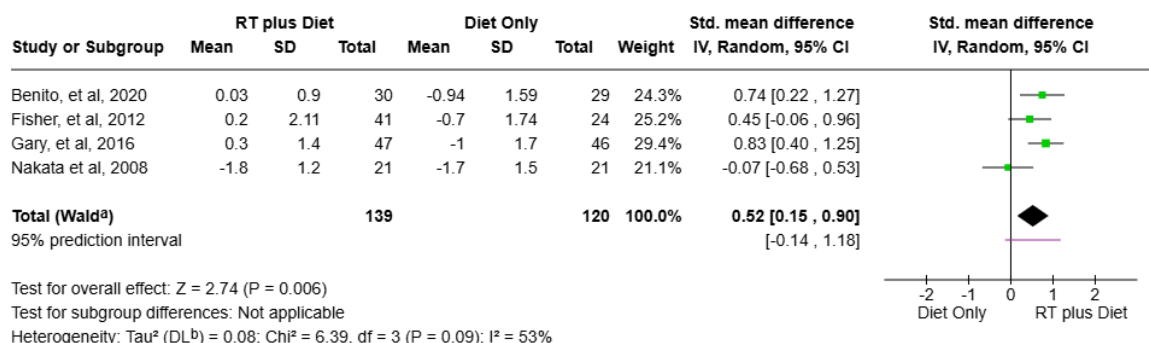 RT plus Diet Diet Only Std. mean difference Std. mean difference
Study or Subgroup Mean SD Total Mean SD Total Weight IV, Random, 95% CI IV, Random, 95% CI
Benito, et al, 2020 0.03 0.9 30 -0.94 1.59 29 24.3% 0.74 [0.22 , 1.27]
Fisher, et al, 2012 0.2 2.11 41 -0.7 1.74 24 25.2% 0.45 [-0.06 , 0.96]
Gary, et al, 2016 0.3 1.4 47 -1 1.7 46 29.4% 0.83 [0.40 , 1.25]
Nakata et al, 2008 -1.8 1.2 21 -1.7 1.5 21 21.1% -0.07 [-0.68 , 0.53]
Total (Waldᵃ) 139 120 100.0% 0.52 [0.15 , 0.90]
95% prediction interval [-0.14 , 1.18]
-2 -1 0 1 2
Test for overall effect: Z = 2.74 (P = 0.006) Diet Only RT plus Diet
Test for subgroup differences: Not applicable
Heterogeneity: Tau² (DLᵇ) = 0.08; Chi² = 6.39, df = 3 (P = 0.09); I² = 53%